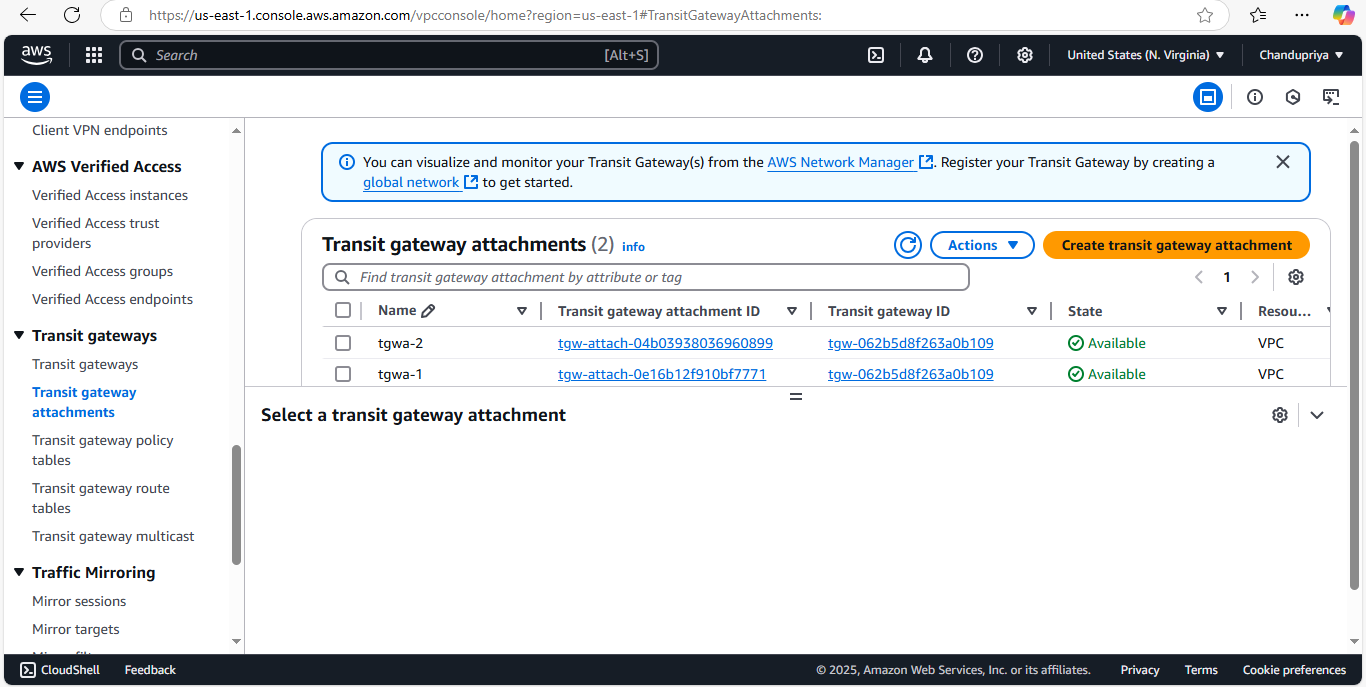 https://us-east-1.console.aws.amazon.com/vpcconsole/home?region=us-east-1#TransitGatewayAttachments:
aws Search [Alt+S] United States (N. Virginia) Chandupriya
Client VPN endpoints
AWS Verified Access
Verified Access instances
Verified Access trust
providers
Verified Access groups
Verified Access endpoints
Transit gateways
Transit gateways
Transit gateway
attachments
Transit gateway policy
tables
Transit gateway route
tables
Transit gateway multicast
Traffic Mirroring
Mirror sessions
Mirror targets
You can visualize and monitor your Transit Gateway(s) from the AWS Network Manager. Register your Transit Gateway by creating a
global network to get started.
Transit gateway attachments (2) info Actions Create transit gateway attachment
Find transit gateway attachment by attribute or tag 1
Name Transit gateway attachment ID Transit gateway ID State Resou...
tgwa-2 tgw-attach-04b03938036960899 tgw-062b5d8f263a0b109 Available VPC
tgwa-1 tgw-attach-0e16b12f910bf7771 tgw-062b5d8f263a0b109 Available VPC
Select a transit gateway attachment
CloudShell Feedback © 2025, Amazon Web Services, Inc. or its affiliates. Privacy Terms Cookie preferences